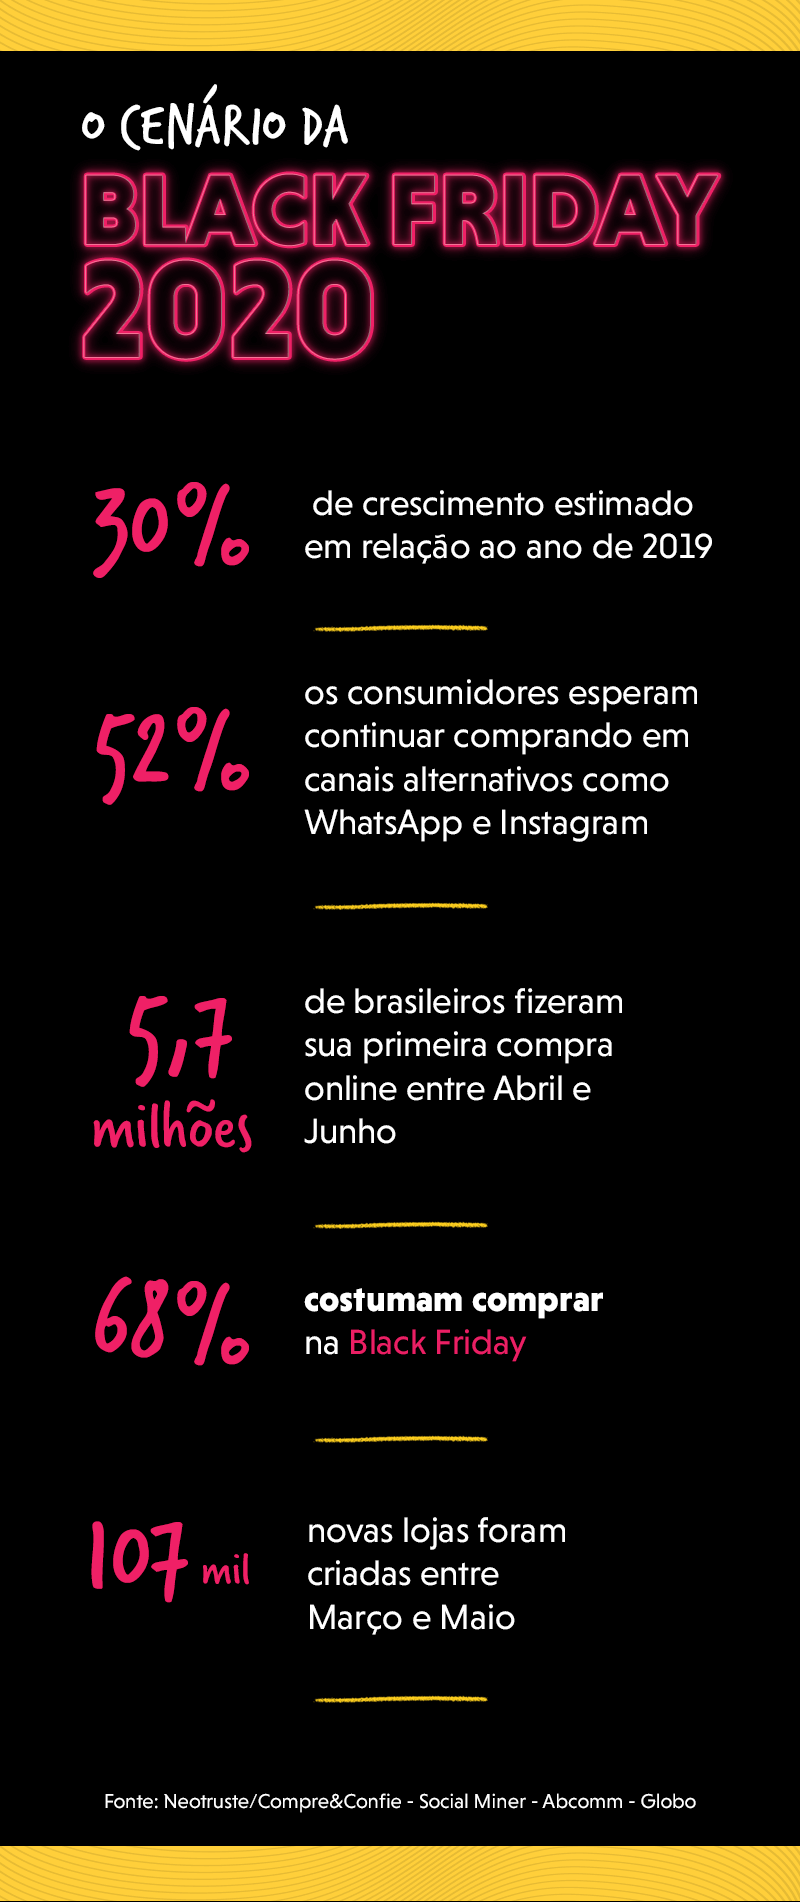 O CENÁRIO DA
BLACK FRIDAY
2020
30%
de crescimento estimado
em relação ao ano de 2019
52%
os consumidores esperam
continuar comprando em
canais alternativos como
WhatsApp e Instagram
5,7
milhões
de brasileiros fizeram
sua primeira compra
online entre Abril e
Junho
68%
costumam comprar
na Black Friday
107 mil
novas lojas foram
criadas entre
Março e Maio
Fonte: Neotruste/Compre&Confie - Social Miner - Abcomm - Globo